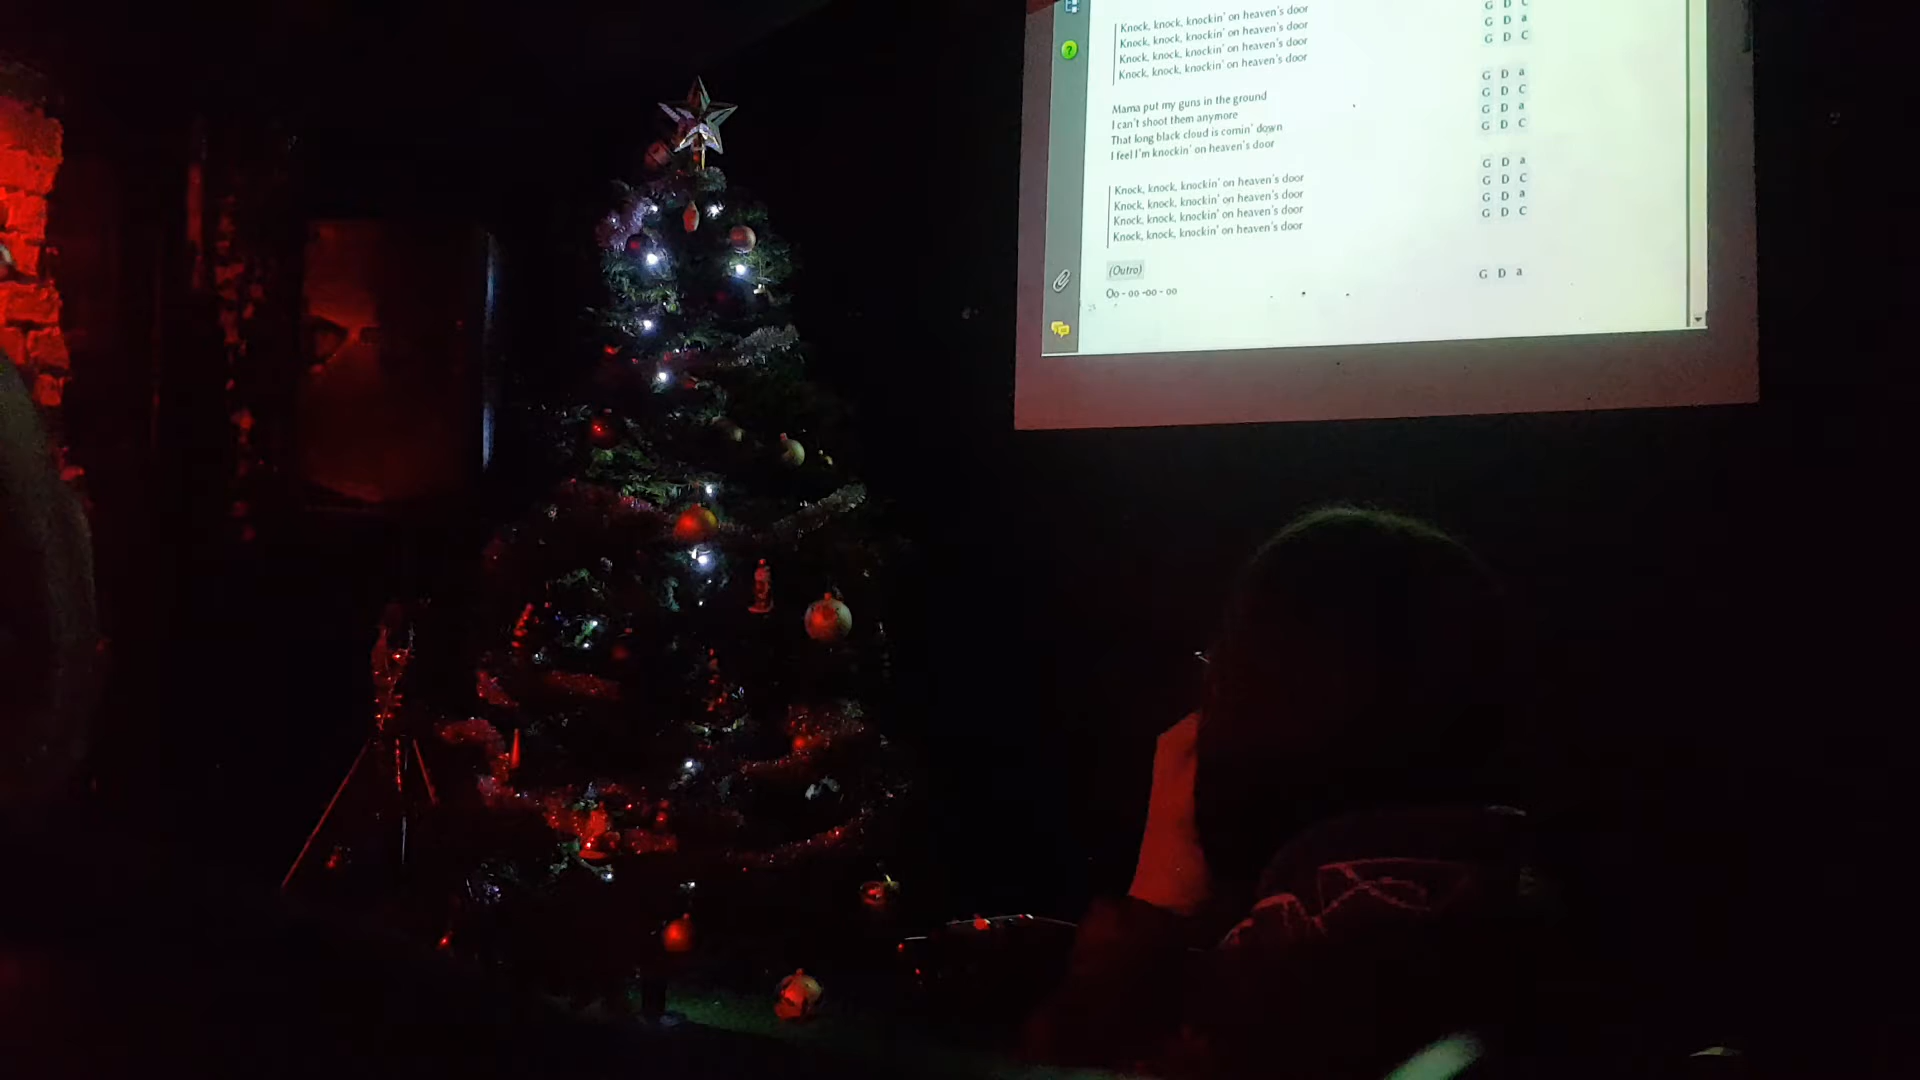 G D C
Knock, knock, knockin' on heaven's door G D a
Knock, knock, knockin' on heaven's door G D C
Knock, knock, knockin' on heaven's door
Knock, knock, knockin' on heaven's door
Mama put my guns in the ground G D a
I can't shoot them anymore G D C
That long black cloud is comin' down G D a
I feel I'm knockin' on heaven's door G D C
Knock, knock, knockin' on heaven's door G D a
Knock, knock, knockin' on heaven's door G D C
Knock, knock, knockin' on heaven's door G D a
Knock, knock, knockin' on heaven's door G D C
(Outro)
Oo - oo -oo - oo G D a